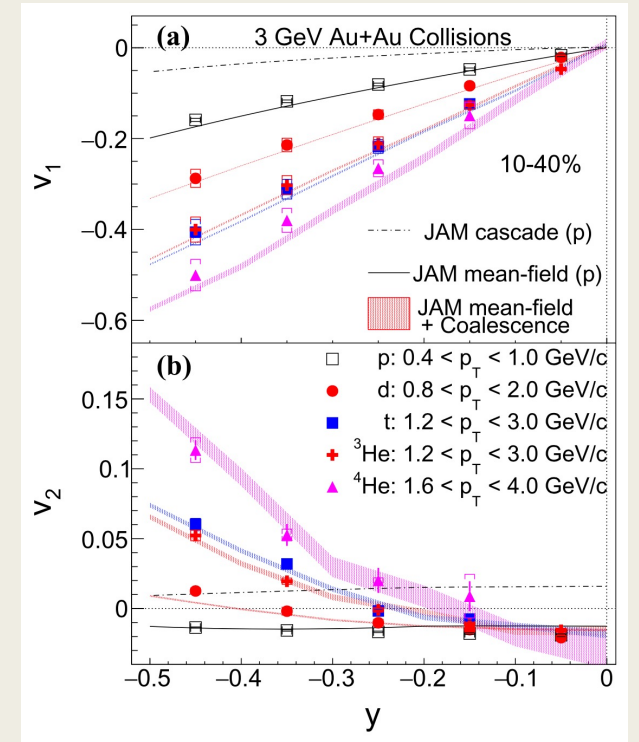 (a) 3 GeV Au+Au Collisions
0
−0.2
−0.4
−0.6
v1
10-40%
JAM cascade (p)
JAM mean-field (p)
JAM mean-field
+ Coalescence
(b)
p: 0.4 < pT < 1.0 GeV/c
d: 0.8 < pT < 2.0 GeV/c
t: 1.2 < pT < 3.0 GeV/c
3He: 1.2 < pT < 3.0 GeV/c
4He: 1.6 < pT < 4.0 GeV/c
0.15
0.1
0.05
0
v2
−0.5 −0.4 −0.3 −0.2 −0.1 0
y